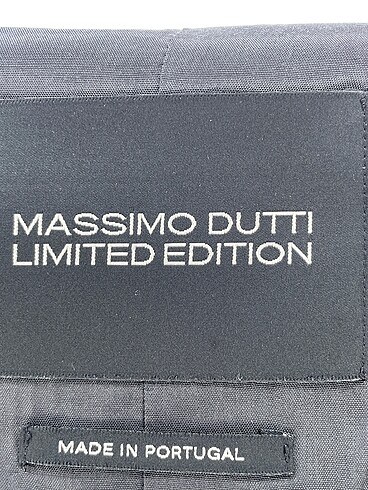 MASSIMO DUTTI
LIMITED EDITION
MADE IN PORTUGAL